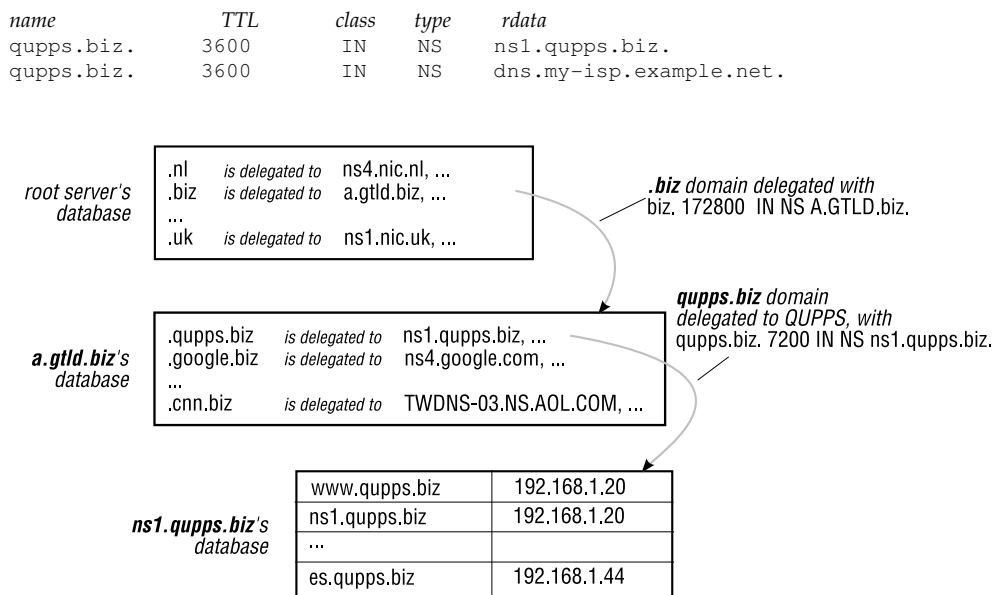 name TTL class type rdata
qupps.biz. 3600 IN NS ns1.qupps.biz.
qupps.biz. 3600 IN NS dns.my-isp.example.net.
root server's
database
.nl is delegated to ns4.nic.nl, ...
.biz is delegated to a.gtld.biz, ...
...
.uk is delegated to ns1.nic.uk, ...
.biz domain delegated with
biz. 172800 IN NS A.GTLD.biz.
qupps.biz domain
delegated to QUPPS, with
qupps.biz. 7200 IN NS ns1.qupps.biz.
a.gtld.biz's
database
.qupps.biz is delegated to ns1.qupps.biz, ...
.google.biz is delegated to ns4.google.com, ...
...
.cnn.biz is delegated to TWDNS-03.NS.AOL.COM, ...
ns1.qupps.biz's
database
www.qupps.biz 192.168.1.20
ns1.qupps.biz 192.168.1.20
...
es.qupps.biz 192.168.1.44